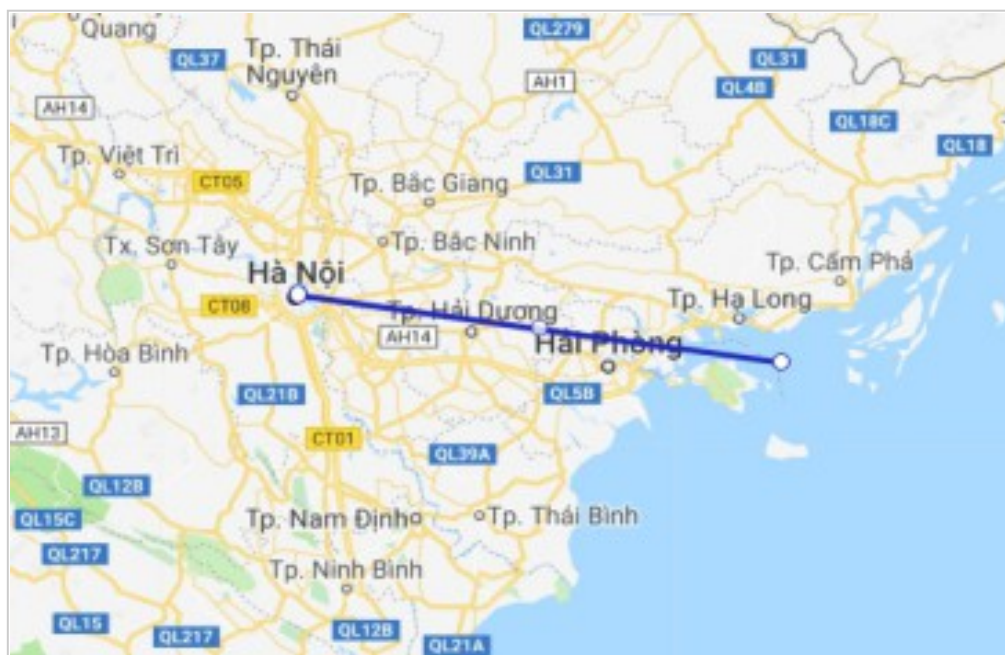 Quang
QL37
Tp. Thái
Nguyên
QL279
QL31
AH1
QL4B
AH14
QL18C
QL18
Tp. Việt Trì
CT05
QL31
Tp. Bắc Giang
Tx. Sơn Tây
Tp. Bắc Ninh
Hà Nội
Tp. Cẩm Phả
CT08
Tp. Hải Dương
Tp. Hạ Long
AH14
Hải Phòng
Tp. Hòa Bình
QL21B
QL5B
AH13
CT01
QL39A
QL12B
QL15C
Tp. Nam Định
Tp. Thái Bình
QL217
Tp. Ninh Bình
QL15
QL217
QL12B
QL21A